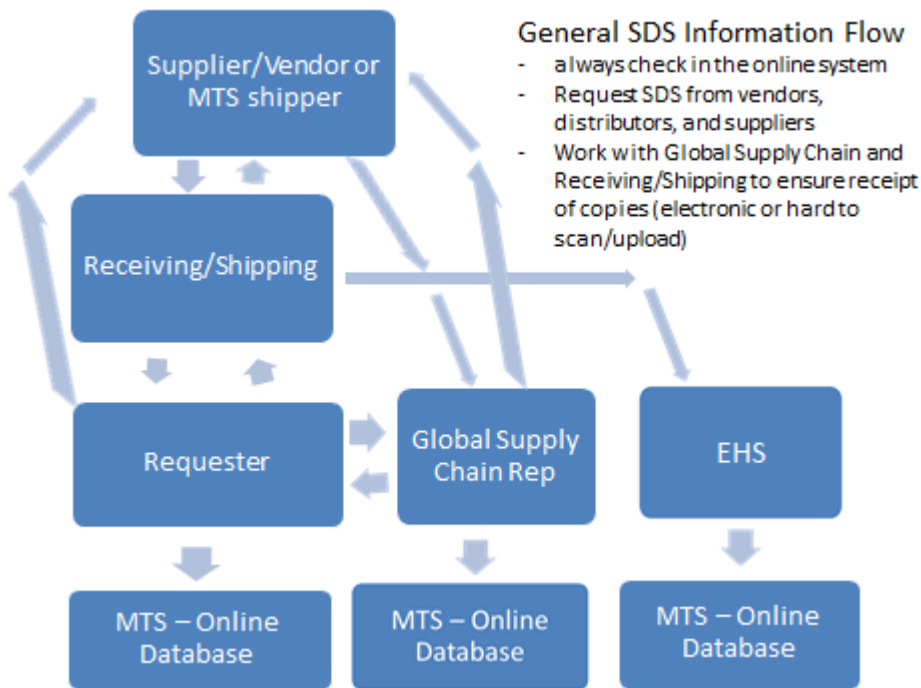 General SDS Information Flow
- always check in the online system
- Request SDS from vendors,
distributors, and suppliers
- Work with Global Supply Chain and
Receiving/Shipping to ensure receipt
of copies (electronic or hard to
scan/upload)
Supplier/Vendor or
MTS shipper
Receiving/Shipping
Requester
Global Supply
Chain Rep
EHS
MTS – Online
Database
MTS – Online
Database
MTS – Online
Database